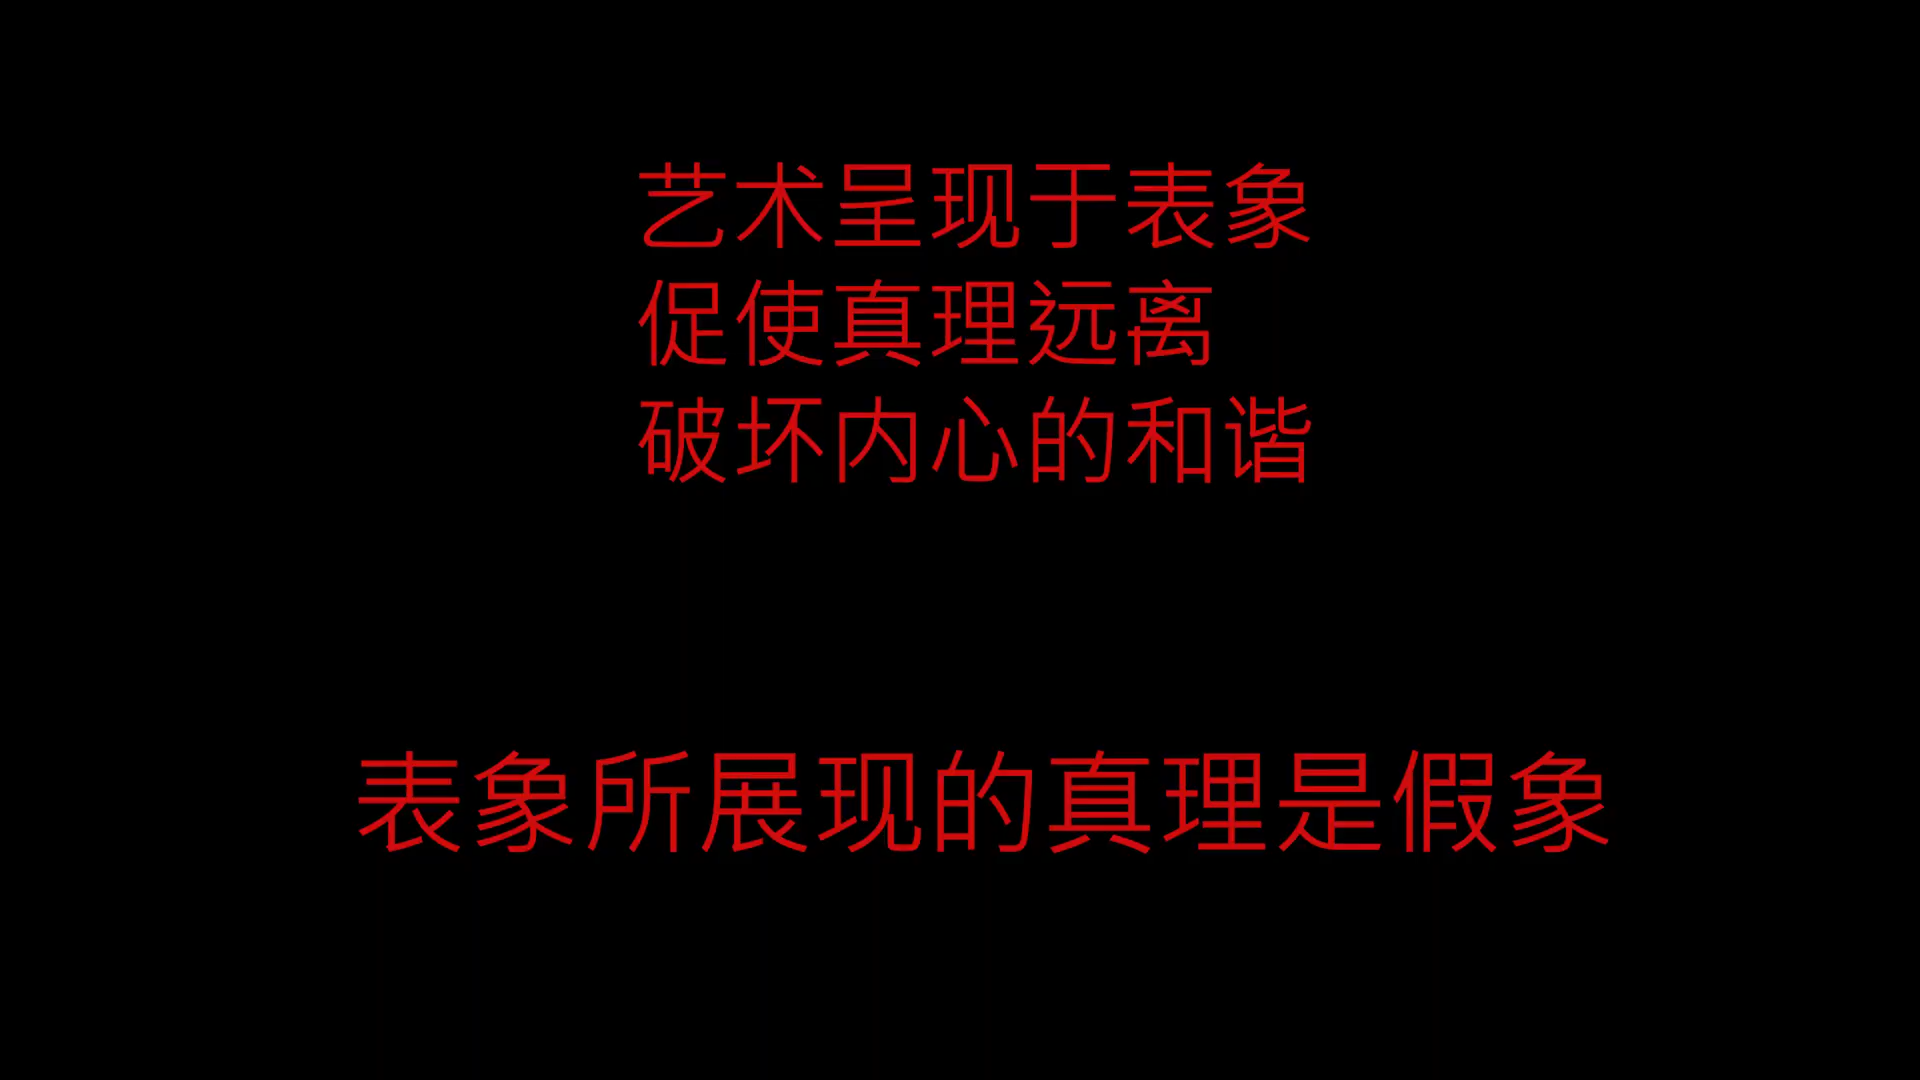 艺术呈现于表象
促使真理远离
破坏内心的和谐
表象所展现的真理是假象